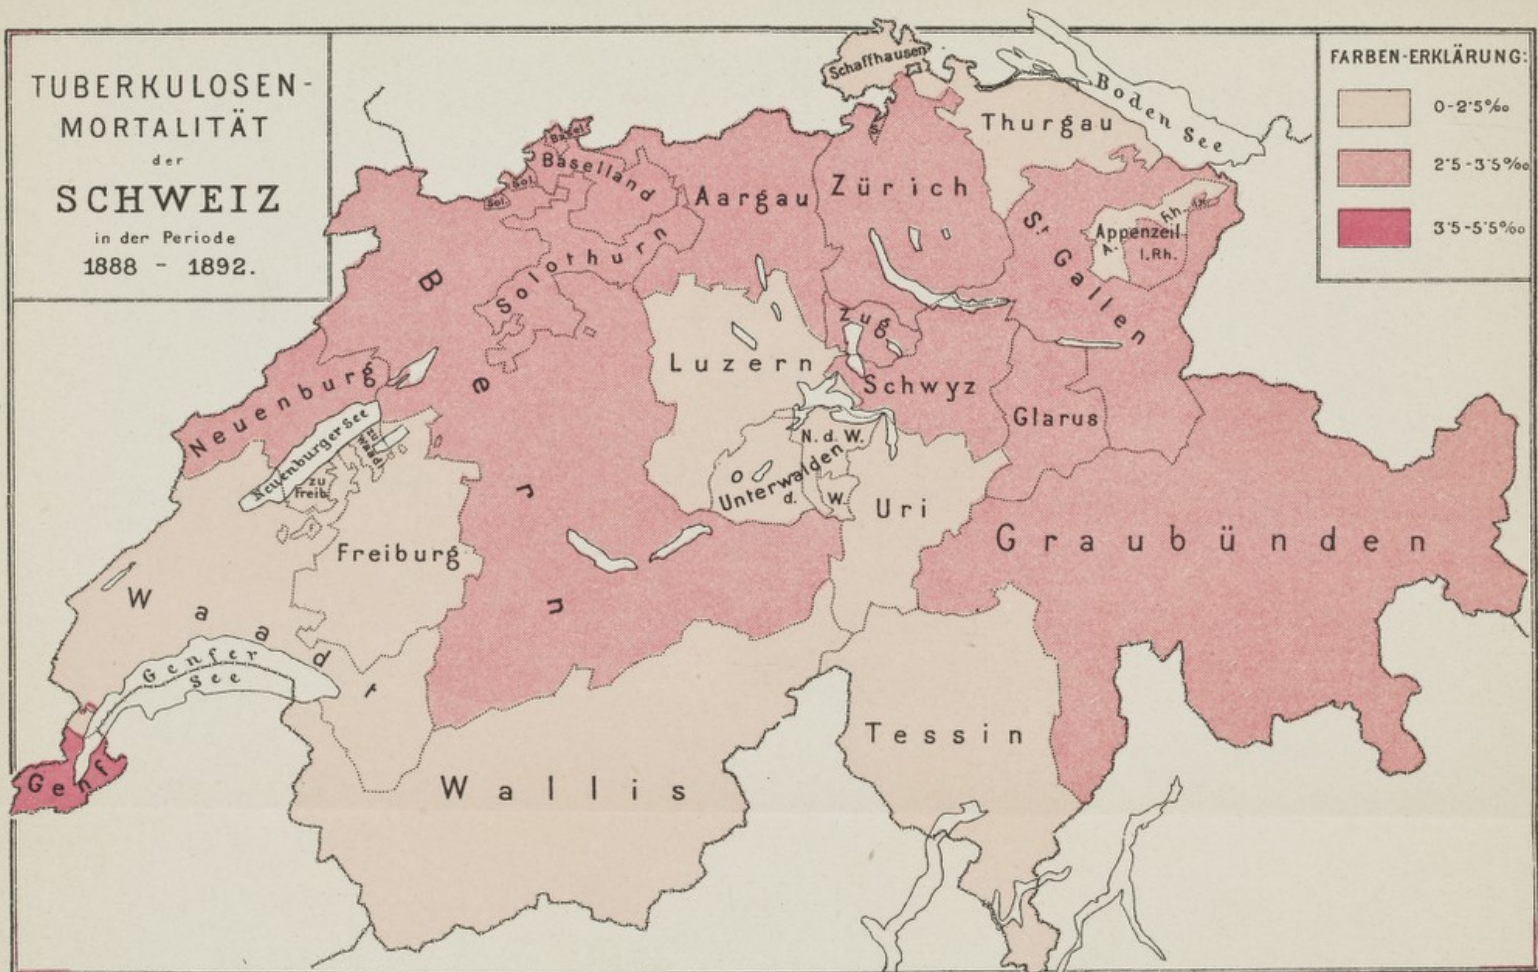 TUBERKULOSEN-
MORTALITÄT
der
SCHWEIZ
in der Periode
1888 - 1892.
FARBEN-ERKLÄRUNG:
0-2·5‰
2·5-3·5‰
3·5-5·5‰
Schaffhausen
Boden See
Thurgau
Basel
Baselland
Sol.
Sol.
Aargau
Zürich
St Gallen
Appenzell
A. Rh.
I. Rh.
Solothurn
Bern
Zug
Luzern
Schwyz
Glarus
Neuenburg
Neuenburger See
zu Waadt
zu
Freib.
N. d. W.
Unterwalden
O
d.
W.
Uri
Graubünden
Freiburg
Waadt
Genfer
See
Tessin
Wallis
Genf